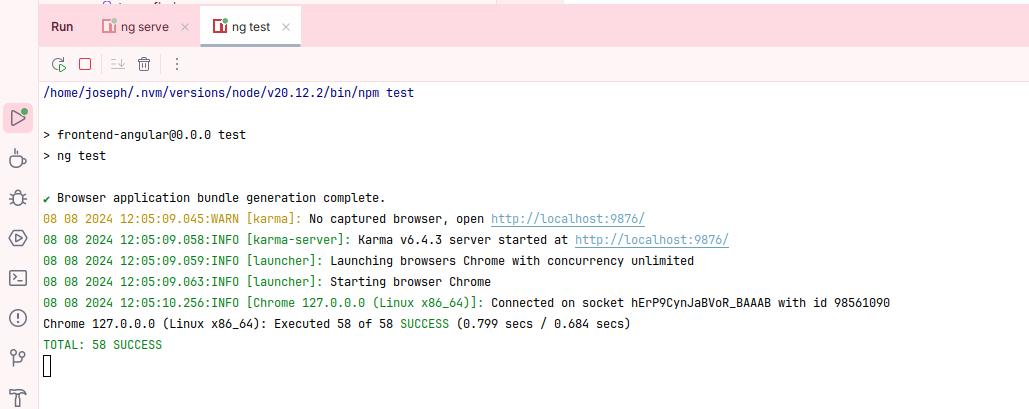 Run ng serve ng test
/home/joseph/.nvm/versions/node/v20.12.2/bin/npm test
> frontend-angular@0.0.0 test
> ng test
✔ Browser application bundle generation complete.
08 08 2024 12:05:09.045:WARN [karma]: No captured browser, open http://localhost:9876/
08 08 2024 12:05:09.058:INFO [karma-server]: Karma v6.4.3 server started at http://localhost:9876/
08 08 2024 12:05:09.059:INFO [launcher]: Launching browsers Chrome with concurrency unlimited
08 08 2024 12:05:09.063:INFO [launcher]: Starting browser Chrome
08 08 2024 12:05:10.256:INFO [Chrome 127.0.0.0 (Linux x86_64)]: Connected on socket hErP9CynJaBVoR_BAAAB with id 98561090
Chrome 127.0.0.0 (Linux x86_64): Executed 58 of 58 SUCCESS (0.799 secs / 0.684 secs)
TOTAL: 58 SUCCESS